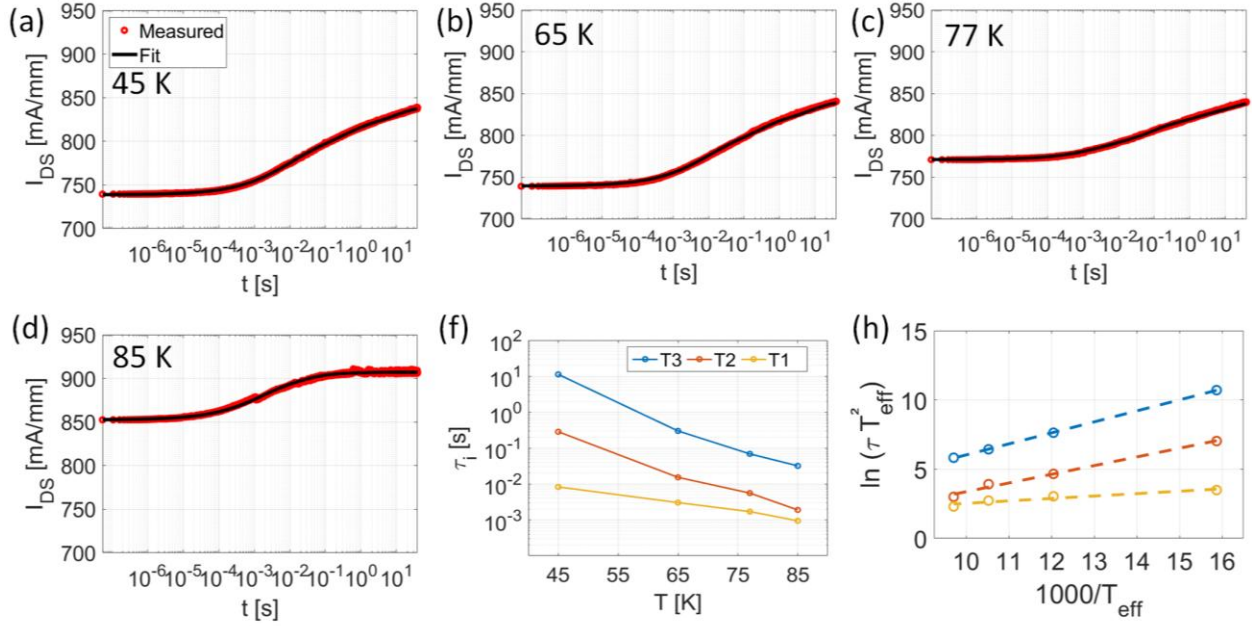 (a)
950
900
850
800
750
700
I_DS [mA/mm]
Measured
Fit
45 K
10^-6 10^-5 10^-4 10^-3 10^-2 10^-1 10^0 10^1
t [s]
(b)
950
900
850
800
750
700
I_DS [mA/mm]
65 K
10^-6 10^-5 10^-4 10^-3 10^-2 10^-1 10^0 10^1
t [s]
(c)
950
900
850
800
750
700
I_DS [mA/mm]
77 K
10^-6 10^-5 10^-4 10^-3 10^-2 10^-1 10^0 10^1
t [s]
(d)
950
900
850
800
750
700
I_DS [mA/mm]
85 K
10^-6 10^-5 10^-4 10^-3 10^-2 10^-1 10^0 10^1
t [s]
(f)
10^2
10^1
10^0
10^-1
10^-2
10^-3
τ_i [s]
T3 T2 T1
45 55 65 75 85
T [K]
(h)
15
10
5
0
ln (τ T²_eff)
10 11 12 13 14 15 16
1000/T_eff